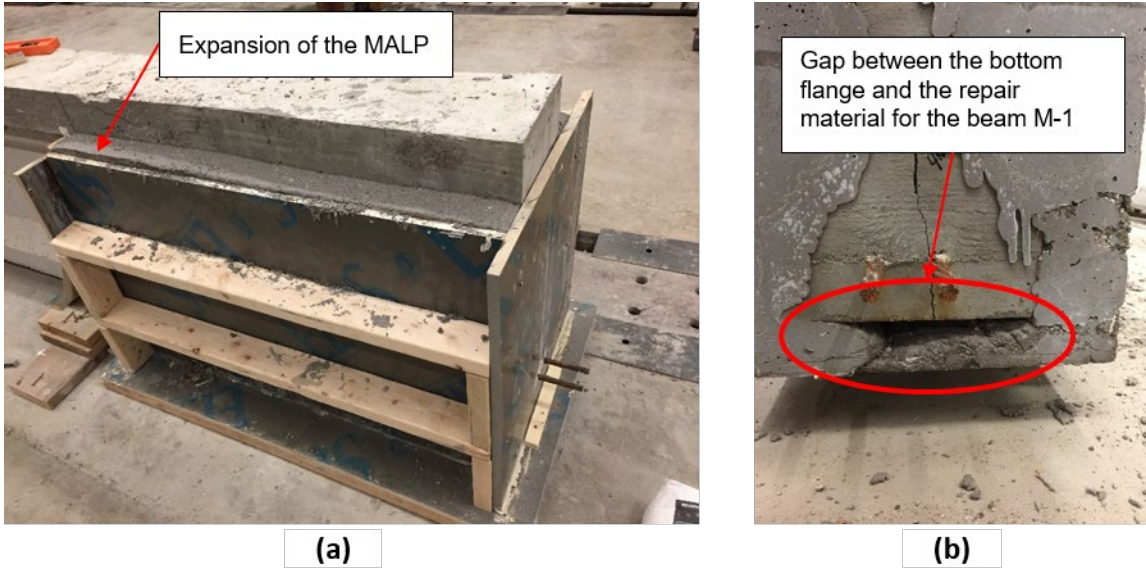 Expansion of the MALP
Gap between the bottom
flange and the repair
material for the beam M-1
(a)
(b)